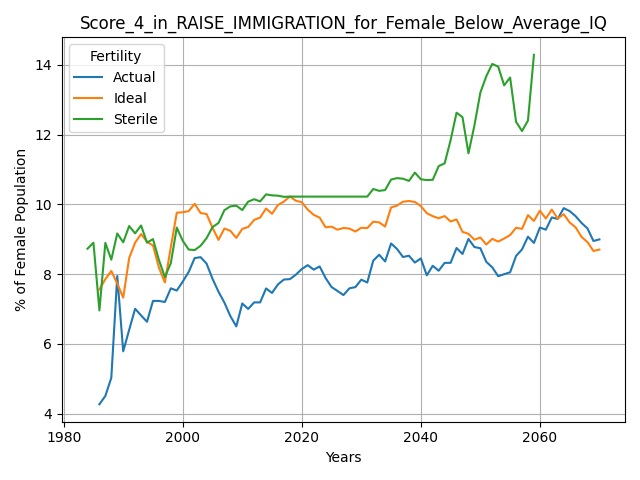 Score_4_in_RAISE_IMMIGRATION_for_Female_Below_Average_IQ
Fertility
Actual
Ideal
Sterile
% of Female Population
14
12
10
8
6
4
1980
2000
2020
2040
2060
Years